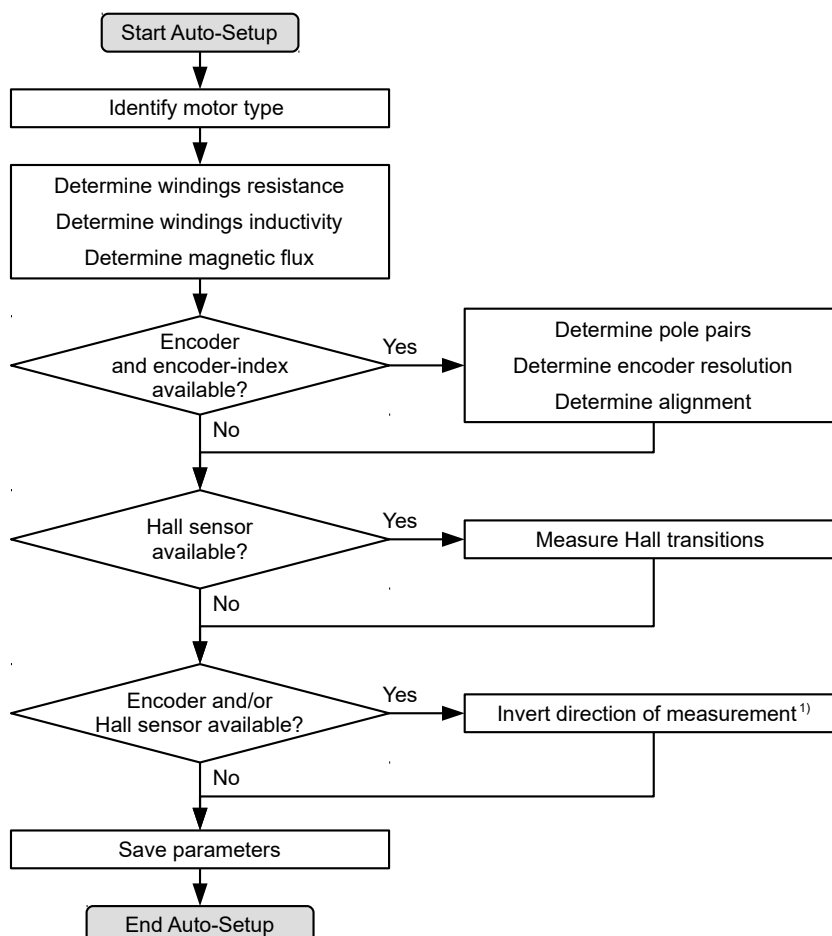 Start Auto-Setup
Identify motor type
Determine windings resistance
Determine windings inductivity
Determine magnetic flux
Encoder
and encoder-index
available?
Yes
Determine pole pairs
Determine encoder resolution
Determine alignment
No
Hall sensor
available?
Yes
Measure Hall transitions
No
Encoder and/or
Hall sensor available?
Yes
Invert direction of measurement 1)
No
Save parameters
End Auto-Setup